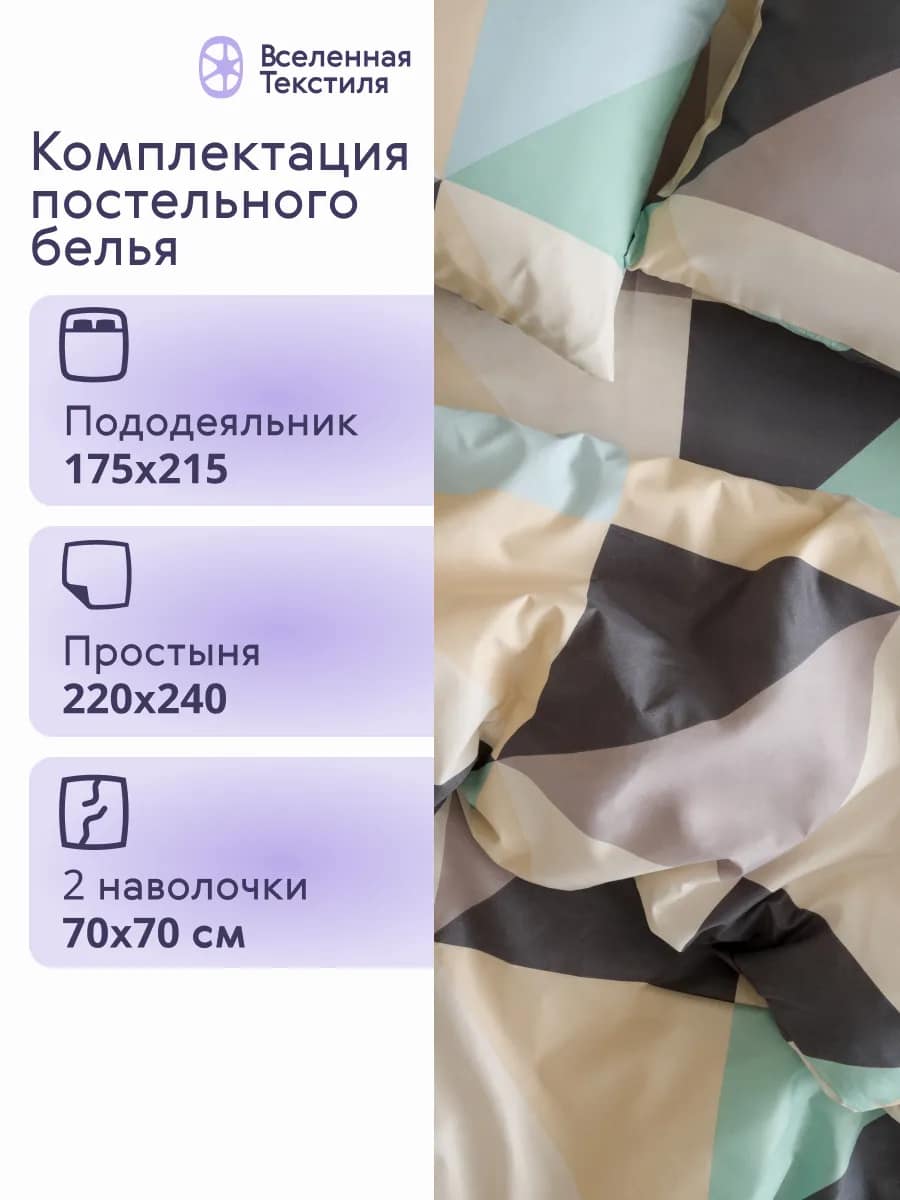 Вселенная
Текстиля
Комплектация
постельного
белья
Пододеяльник
175x215
Простыня
220x240
2 наволочки
70x70 см